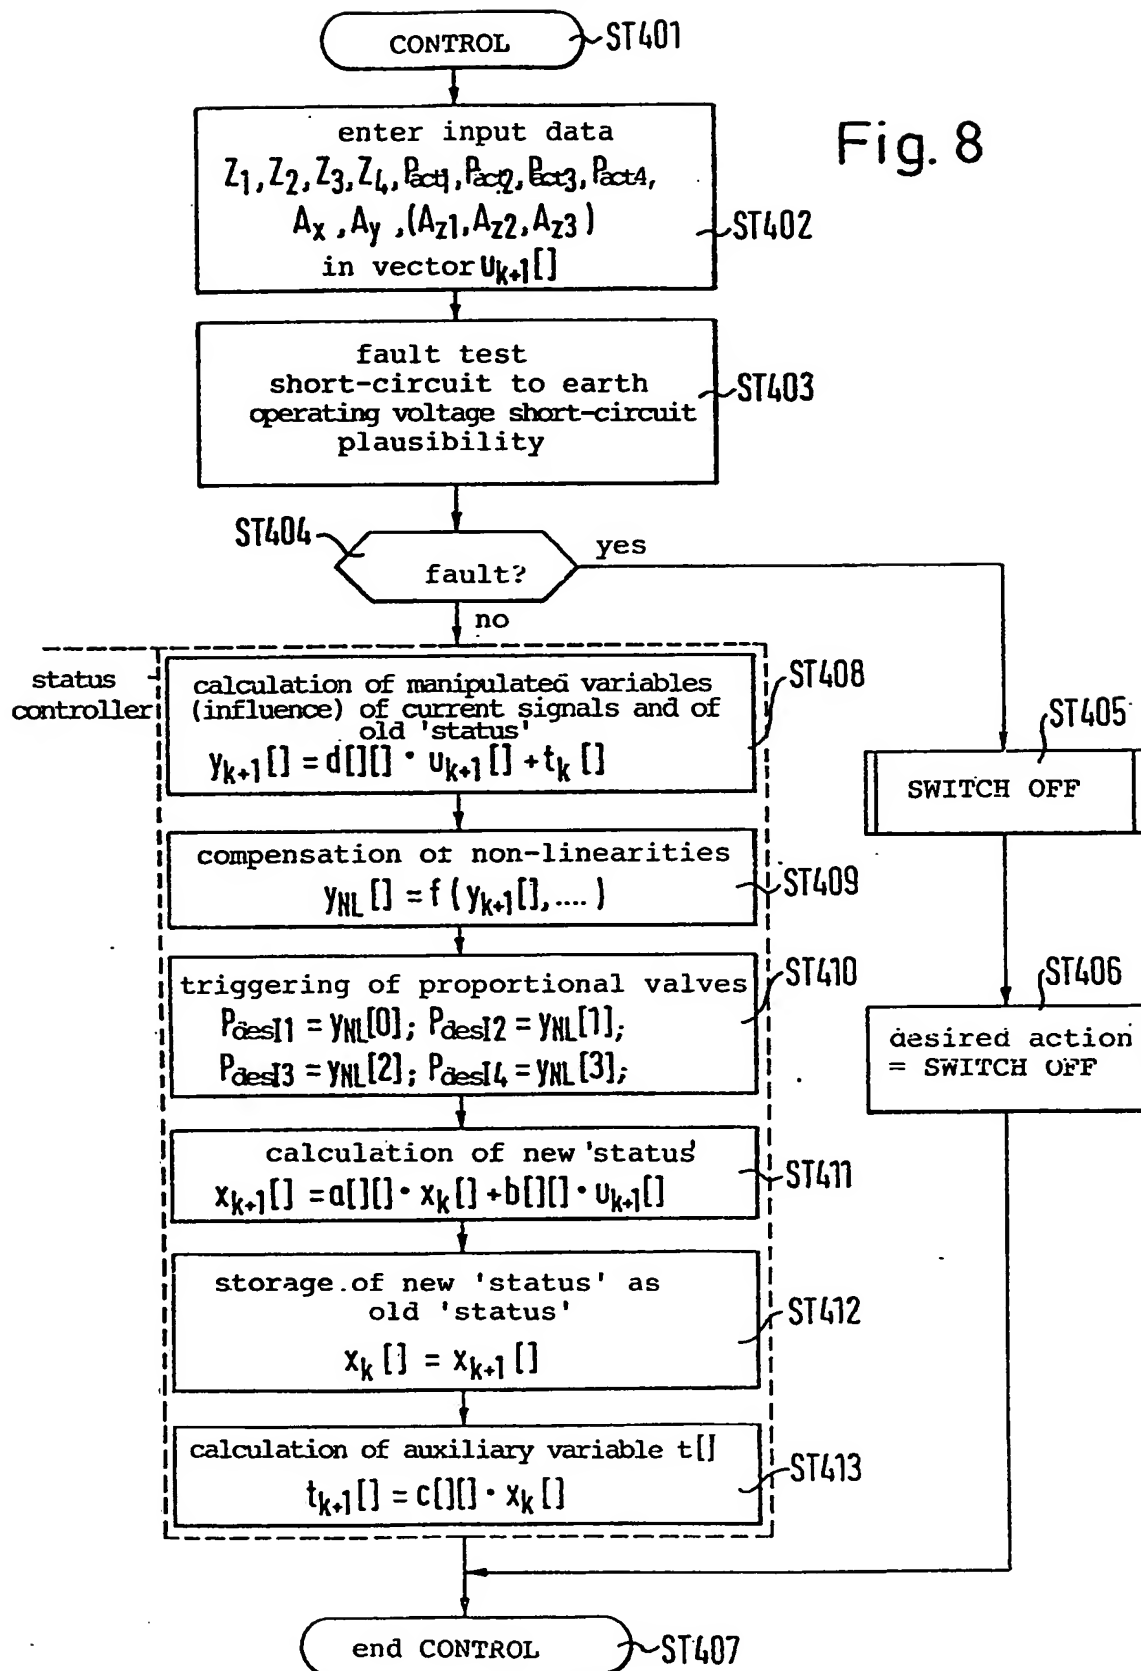 CONTROL
ST401
Fig. 8
enter input data
Z1, Z2, Z3, Z4, Pact1, Pact2, Pact3, Pact4,
Ax, Ay, (Az1, Az2, Az3)
in vector uk+1[]
ST402
fault test
short-circuit to earth
operating voltage short-circuit
plausibility
ST403
ST404
fault?
yes
no
status
controller
calculation of manipulated variables
(influence) of current signals and of
old 'status'
yk+1[] = d[][] · uk+1[] + tk[]
ST408
ST405
SWITCH OFF
compensation of non-linearities
yNL[] = f(yk+1[],....)
ST409
triggering of proportional valves
PdesI1 = yNL[0]; PdesI2 = yNL[1];
PdesI3 = yNL[2]; PdesI4 = yNL[3];
ST410
ST406
desired action
= SWITCH OFF
calculation of new 'status'
xk+1[] = a[][] · xk[] + b[][] · uk+1[]
ST411
storage of new 'status' as
old 'status'
xk[] = xk+1[]
ST412
calculation of auxiliary variable t[]
tk+1[] = c[][] · xk[]
ST413
end CONTROL
ST407